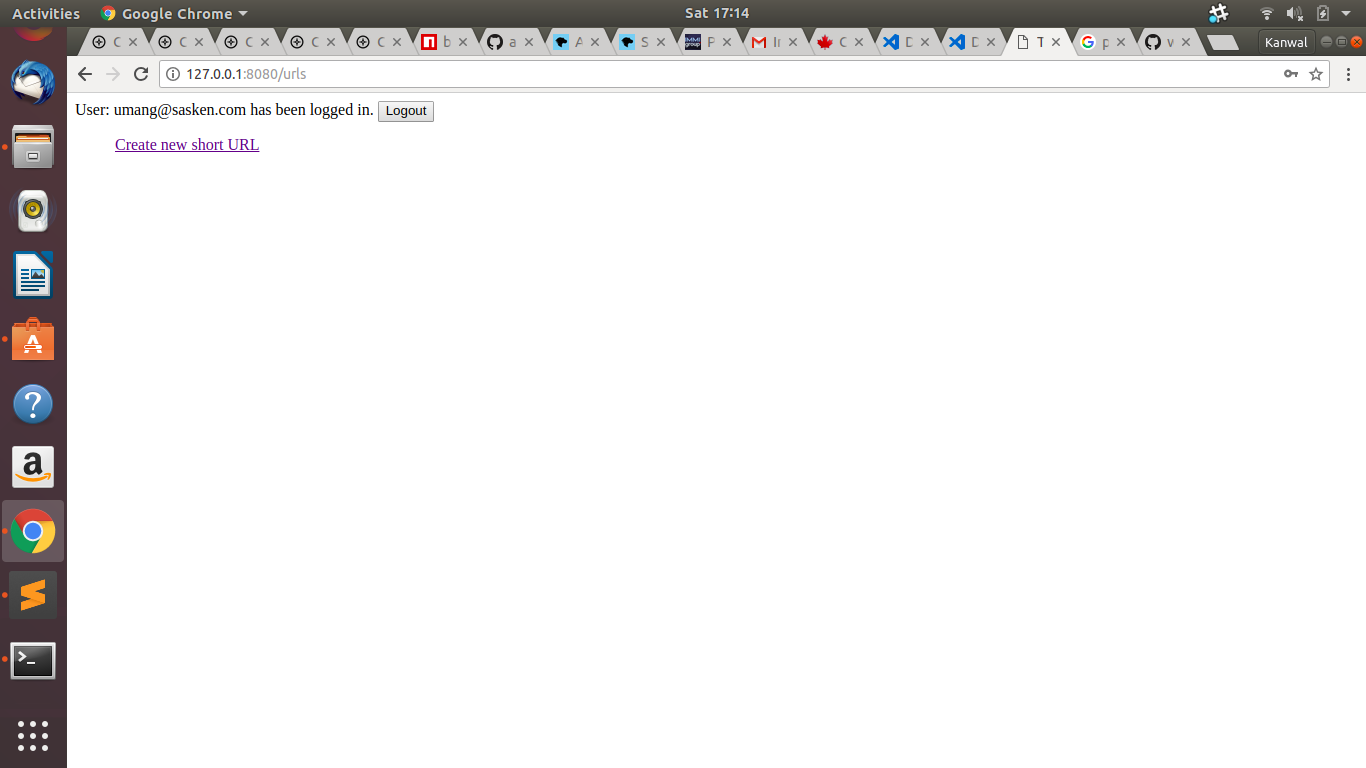 Activities Google Chrome Sat 17:14
C C C C C b a A S P In C D D T p v Kanwal
127.0.0.1:8080/urls
User: umang@sasken.com has been logged in. Logout
Create new short URL